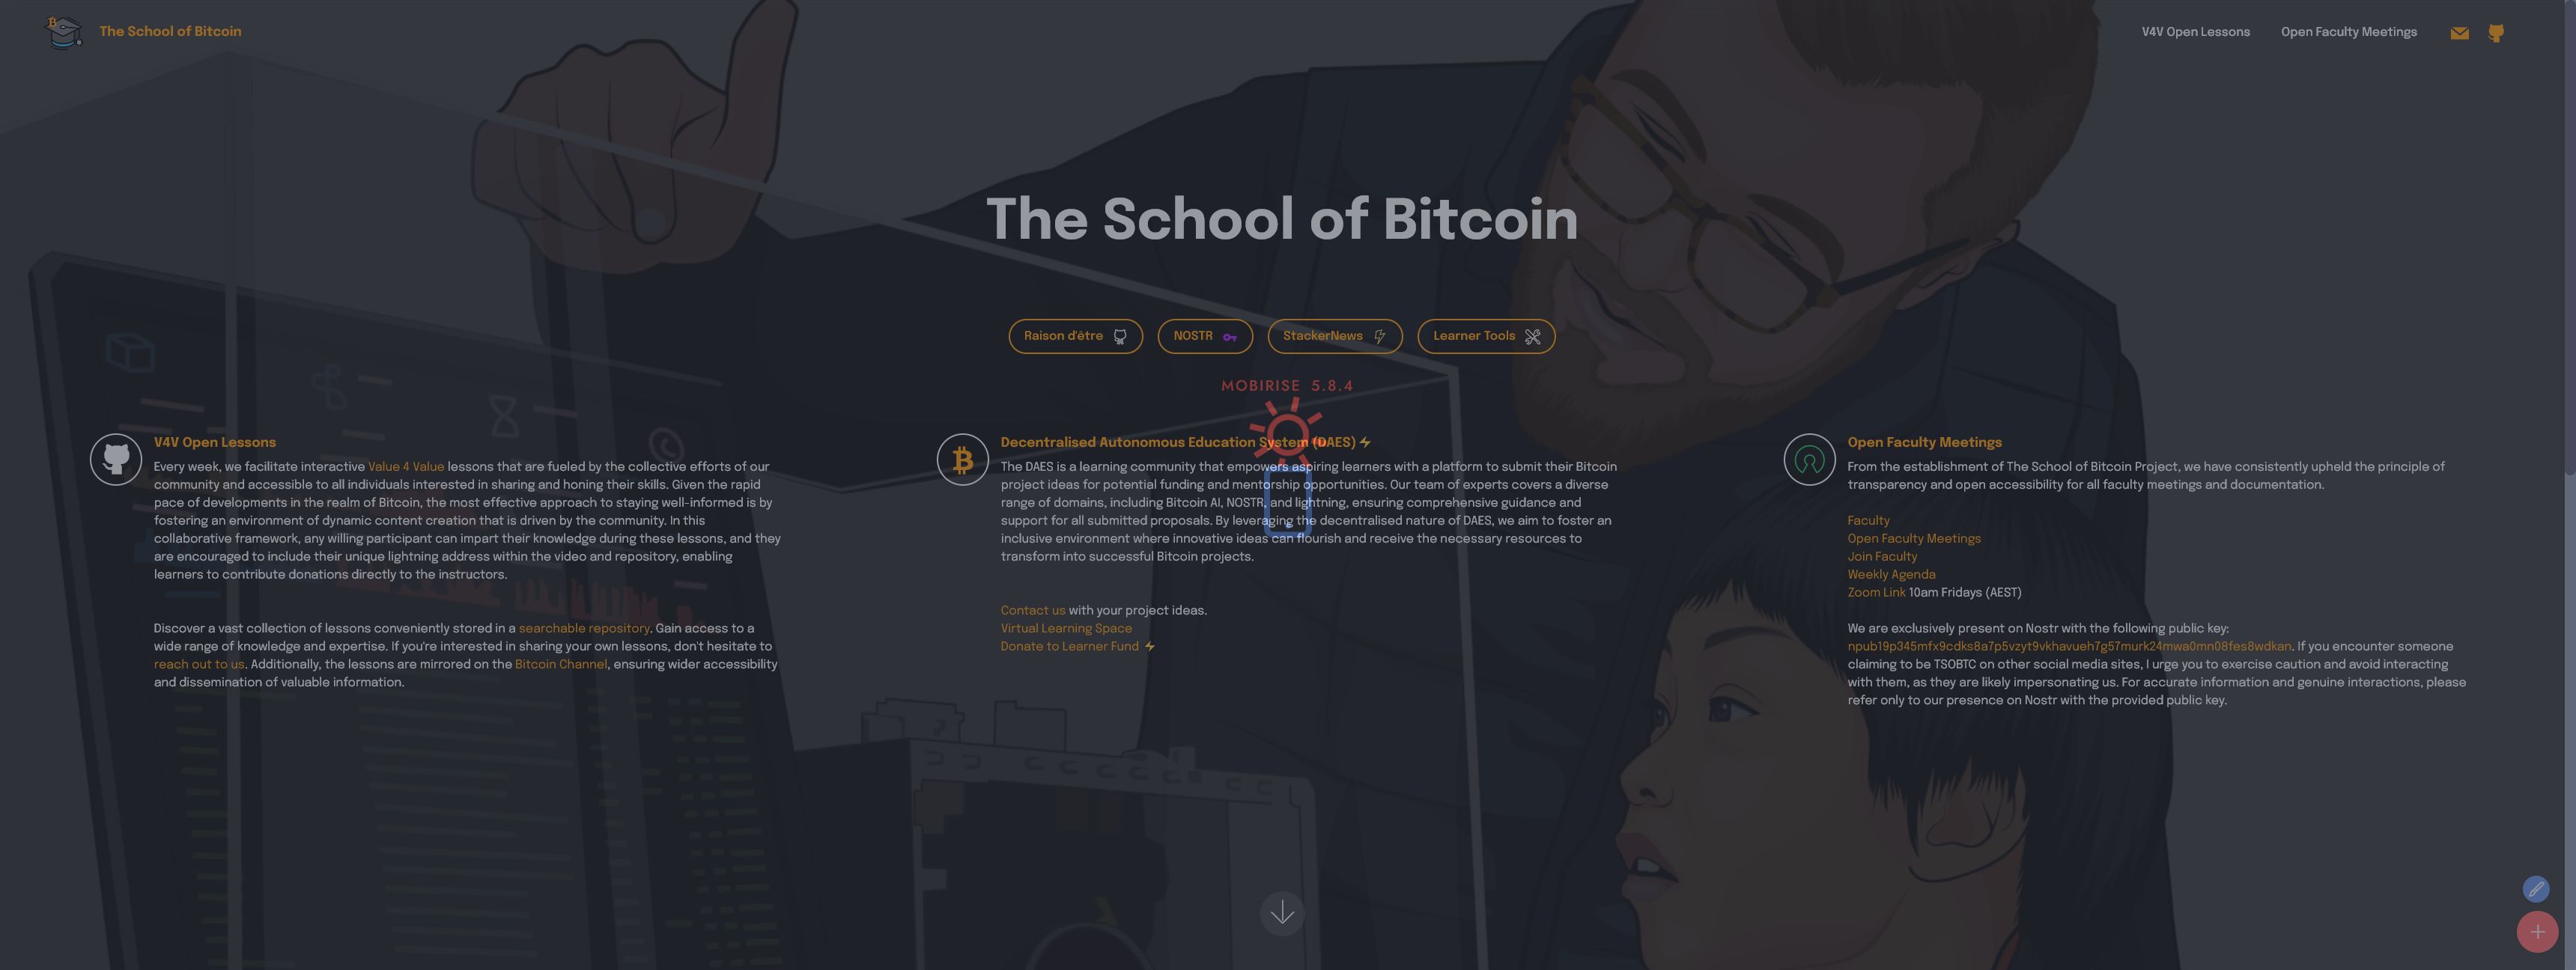 The School of Bitcoin
V4V Open Lessons
Open Faculty Meetings
The School of Bitcoin
Raison d'être
NOSTR
StackerNews
Learner Tools
MOBIRISE 5.8.4
V4V Open Lessons
Every week, we facilitate interactive Value 4 Value lessons that are fueled by the collective efforts of our
community and accessible to all individuals interested in sharing and honing their skills. Given the rapid
pace of developments in the realm of Bitcoin, the most effective approach to staying well-informed is by
fostering an environment of dynamic content creation that is driven by the community. In this
collaborative framework, any willing participant can impart their knowledge during these lessons, and they
are encouraged to include their unique lightning address within the video and repository, enabling
learners to contribute donations directly to the instructors.
Discover a vast collection of lessons conveniently stored in a searchable repository. Gain access to a
wide range of knowledge and expertise. If you're interested in sharing your own lessons, don't hesitate to
reach out to us. Additionally, the lessons are mirrored on the Bitcoin Channel, ensuring wider accessibility
and dissemination of valuable information.
Decentralised Autonomous Education System (DAES)
The DAES is a learning community that empowers aspiring learners with a platform to submit their Bitcoin
project ideas for potential funding and mentorship opportunities. Our team of experts covers a diverse
range of domains, including Bitcoin AI, NOSTR, and lightning, ensuring comprehensive guidance and
support for all submitted proposals. By leveraging the decentralised nature of DAES, we aim to foster an
inclusive environment where innovative ideas can flourish and receive the necessary resources to
transform into successful Bitcoin projects.
Contact us with your project ideas.
Virtual Learning Space
Donate to Learner Fund
Open Faculty Meetings
From the establishment of The School of Bitcoin Project, we have consistently upheld the principle of
transparency and open accessibility for all faculty meetings and documentation.
Faculty
Open Faculty Meetings
Join Faculty
Weekly Agenda
Zoom Link 10am Fridays (AEST)
We are exclusively present on Nostr with the following public key:
npub19p345mfx9cdks8a7p5vzyt9vkhavueh7g57murk24mwa0mn08fes8wdkan. If you encounter someone
claiming to be TSOBTC on other social media sites, I urge you to exercise caution and avoid interacting
with them, as they are likely impersonating us. For accurate information and genuine interactions, please
refer only to our presence on Nostr with the provided public key.